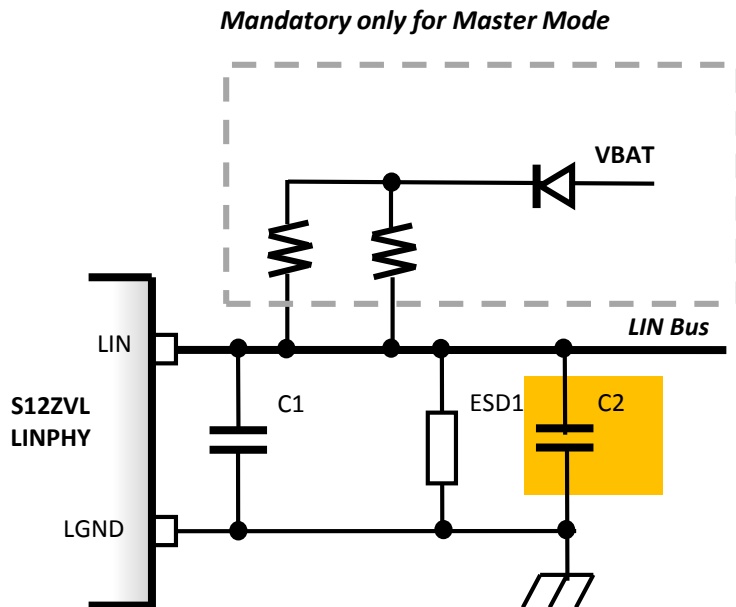 Mandatory only for Master Mode
VBAT
LIN Bus
LIN
C1
ESD1
C2
S12ZVL
LINPHY
LGND